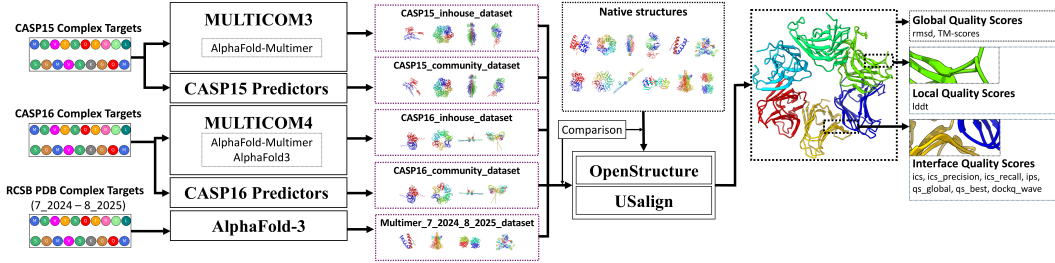 CASP15 Complex Targets
MULTICOM3
AlphaFold-Multimer
CASP15 Predictors
CASP16 Complex Targets
MULTICOM4
AlphaFold-Multimer
AlphaFold3
CASP16 Predictors
RCSB PDB Complex Targets
(7_2024 – 8_2025)
AlphaFold-3
CASP15_inhouse_dataset
CASP15_community_dataset
CASP16_inhouse_dataset
CASP16_community_dataset
Multimer_7_2024_8_2025_dataset
Native structures
Comparison
OpenStructure
USalign
Global Quality Scores
rmsd, TM-scores
Local Quality Scores
lddt
Interface Quality Scores
ics, ics_precision, ics_recall, ips,
qs_global, qs_best, dockq_wave